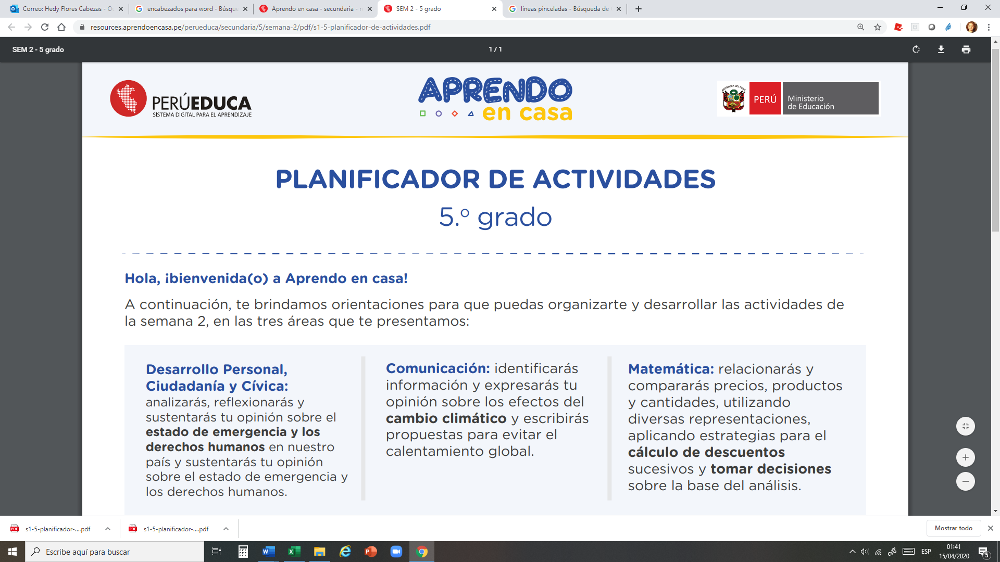 Correo: Hedy Flores Cabezas - Ou
encabezados para word - Búsque
Aprendo en casa - secundaria - r
SEM 2 - 5 grado
lineas pinceladas - Búsqueda de
resources.aprendoencasa.pe/perueduca/secundaria/5/semana-2/pdf/s1-5-planificador-de-actividades.pdf
SEM 2 - 5 grado
1 / 1
PERÚEDUCA
SISTEMA DIGITAL PARA EL APRENDIZAJE
APRENDO
en casa
REPÚBLICA DEL PERÚ
PERÚ
Ministerio
de Educación
PLANIFICADOR DE ACTIVIDADES
5.º grado
Hola, ¡bienvenida(o) a Aprendo en casa!
A continuación, te brindamos orientaciones para que puedas organizarte y desarrollar las actividades de
la semana 2, en las tres áreas que te presentamos:
Desarrollo Personal,
Ciudadanía y Cívica:
analizarás, reflexionarás y
sustentarás tu opinión sobre el
estado de emergencia y los
derechos humanos en nuestro
país y sustentarás tu opinión
sobre el estado de emergencia y
los derechos humanos.
Comunicación: identificarás
información y expresarás tu
opinión sobre los efectos del
cambio climático y escribirás
propuestas para evitar el
calentamiento global.
Matemática: relacionarás y
compararás precios, productos
y cantidades, utilizando
diversas representaciones,
aplicando estrategias para el
cálculo de descuentos
sucesivos y tomar decisiones
sobre la base del análisis.
s1-5-planificador-....pdf
s1-5-planificador-....pdf
Mostrar todo
Escribe aquí para buscar
ESP
01:41
15/04/2020
5